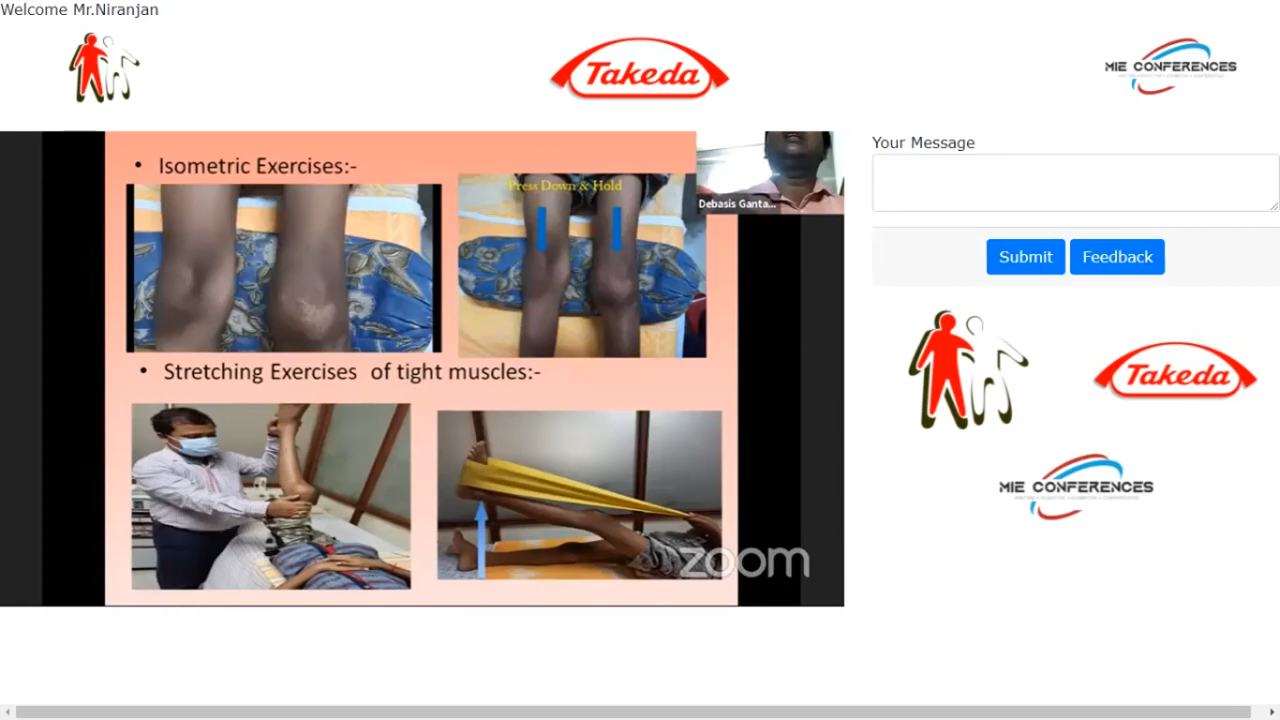 Welcome Mr.Niranjan
Takeda
MIE CONFERENCES
• Isometric Exercises:-
Press Down & Hold
Debasis Ganta...
• Stretching Exercises of tight muscles:-
zoom
Your Message
Submit
Feedback
Takeda
MIE CONFERENCES